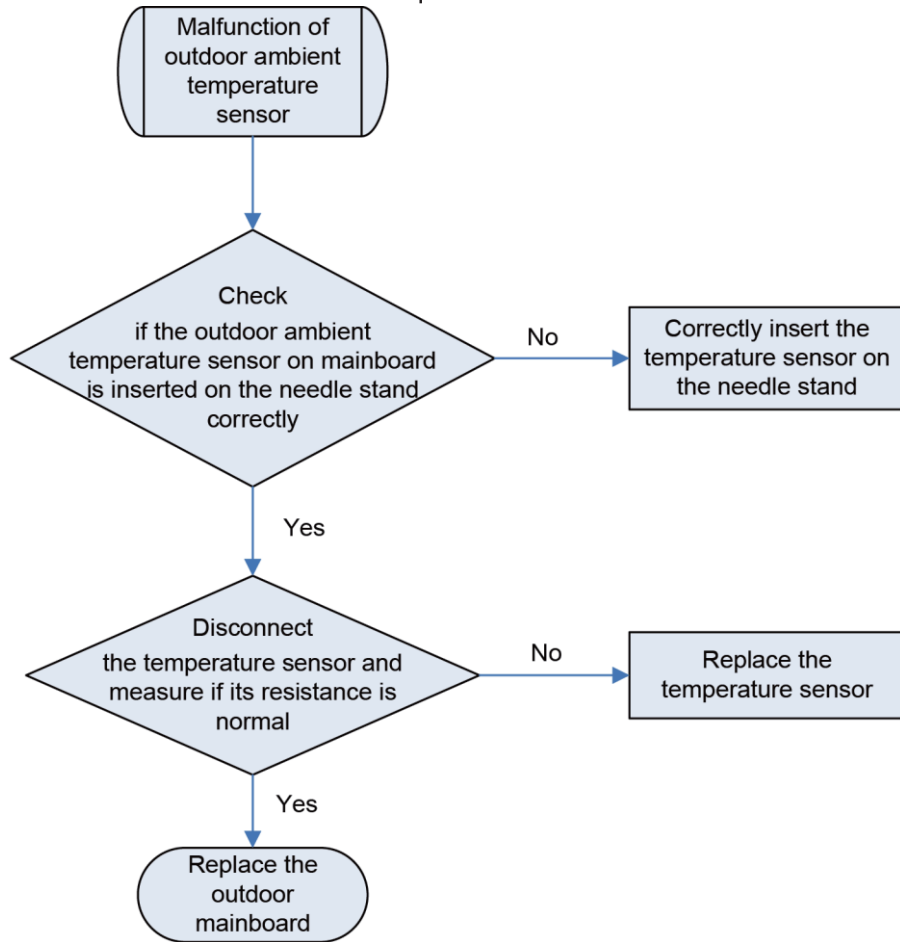 Malfunction of
outdoor ambient
temperature
sensor
Check
if the outdoor ambient
temperature sensor on mainboard
is inserted on the needle stand
correctly
No
Correctly insert the
temperature sensor on
the needle stand
Yes
Disconnect
the temperature sensor and
measure if its resistance is
normal
No
Replace the
temperature sensor
Yes
Replace the
outdoor
mainboard